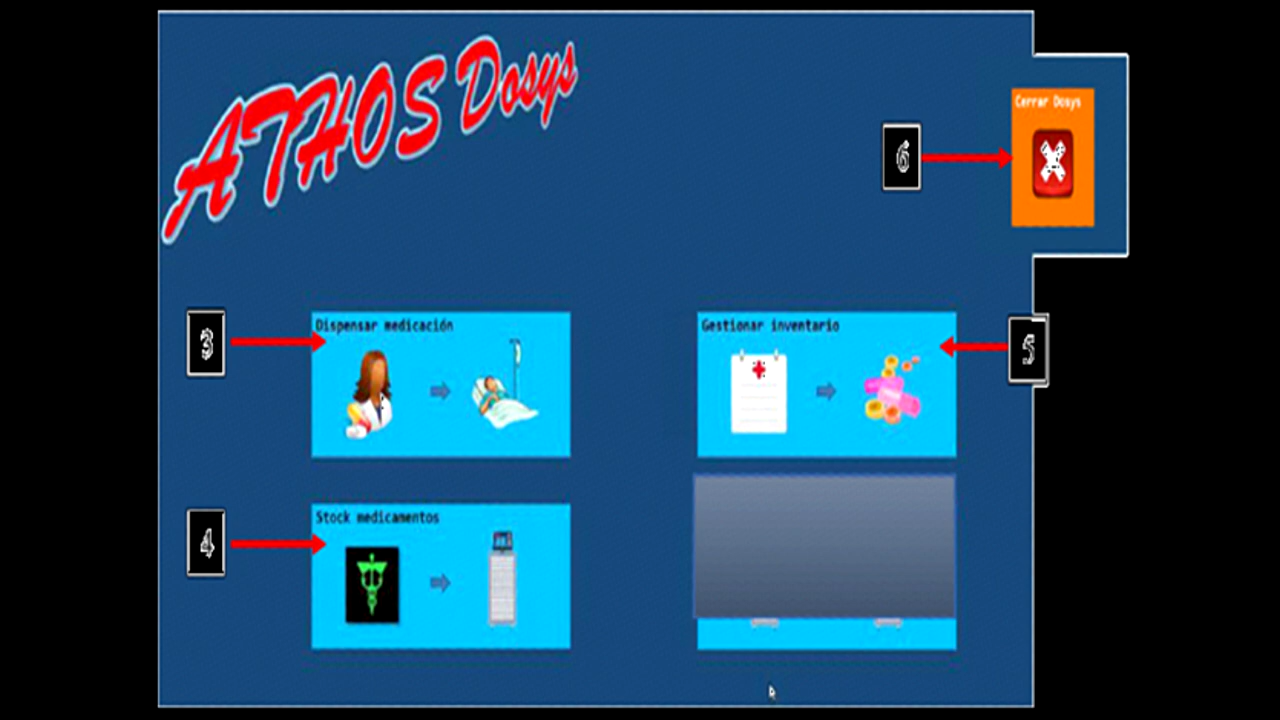 ATHOS Dosys
Cerrar Dosys
6
3
Dispensar medicación
Gestionar inventario
5
4
Stock medicamentos